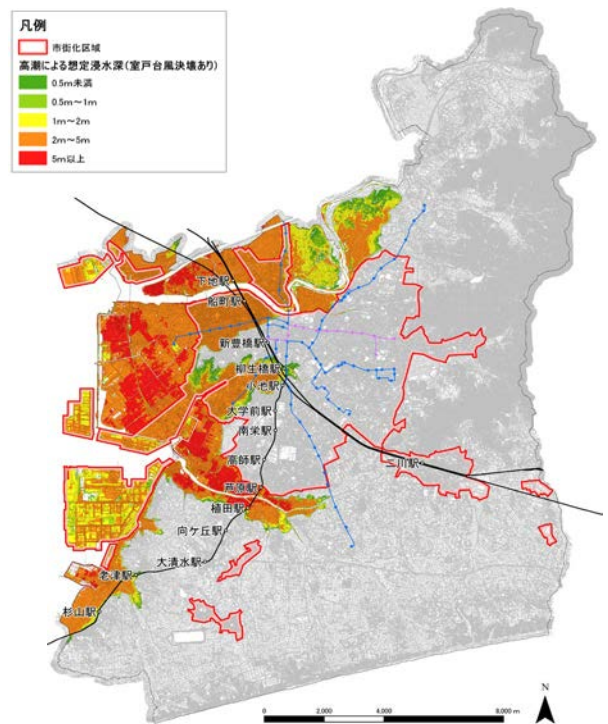 凡例
市街化区域
高潮による想定浸水深(室戸台風決壊あり)
0.5m未満
0.5m~1m
1m~2m
2m~5m
5m以上
下地駅
船町駅
新豊橋駅
柳生橋駅
小池駅
大学前駅
南栄駅
高師駅
二川駅
芦原駅
植田駅
向ケ丘駅
大清水駅
老津駅
杉山駅
N
0 2,000 4,000 8,000 m